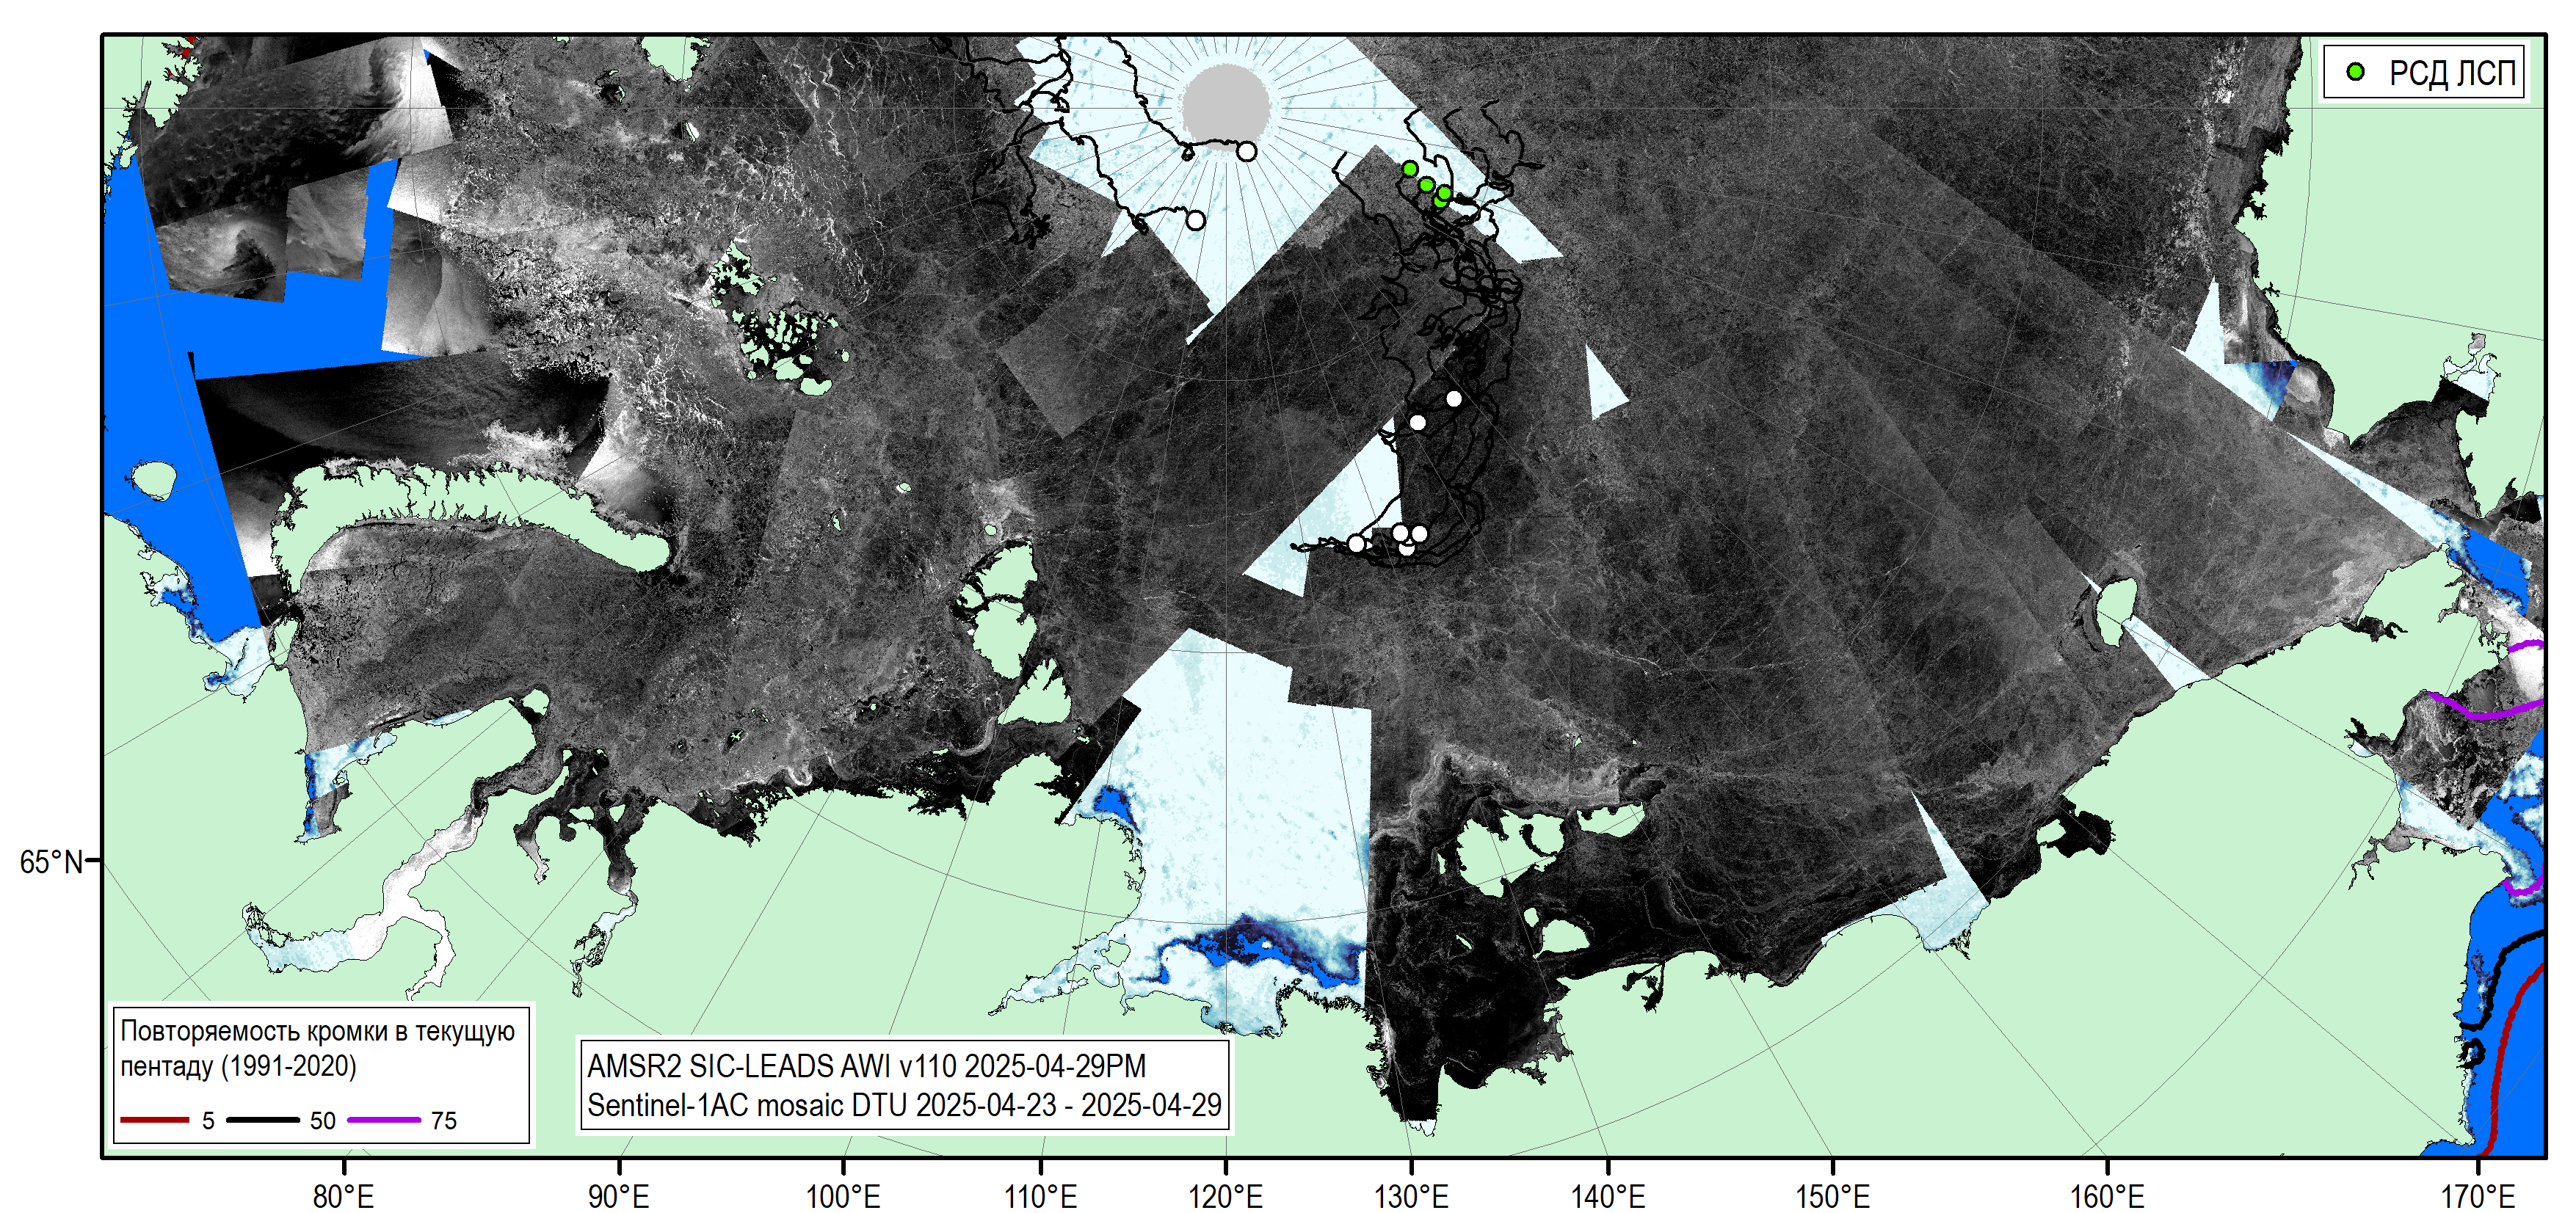 РСД ЛСП
65°N
Повторяемость кромки в текущую
пентаду (1991-2020)
5 50 75
AMSR2 SIC-LEADS AWI v110 2025-04-29PM
Sentinel-1AC mosaic DTU 2025-04-23 - 2025-04-29
80°E 90°E 100°E 110°E 120°E 130°E 140°E 150°E 160°E 170°E